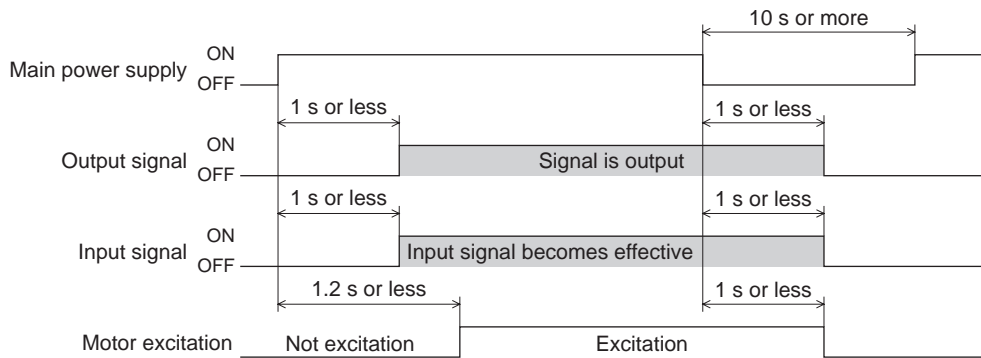 10 s or more
ON
Main power supply
OFF
1 s or less 1 s or less
ON
Output signal Signal is output
OFF
1 s or less 1 s or less
ON
Input signal Input signal becomes effective
OFF
1.2 s or less 1 s or less
Motor excitation Not excitation Excitation